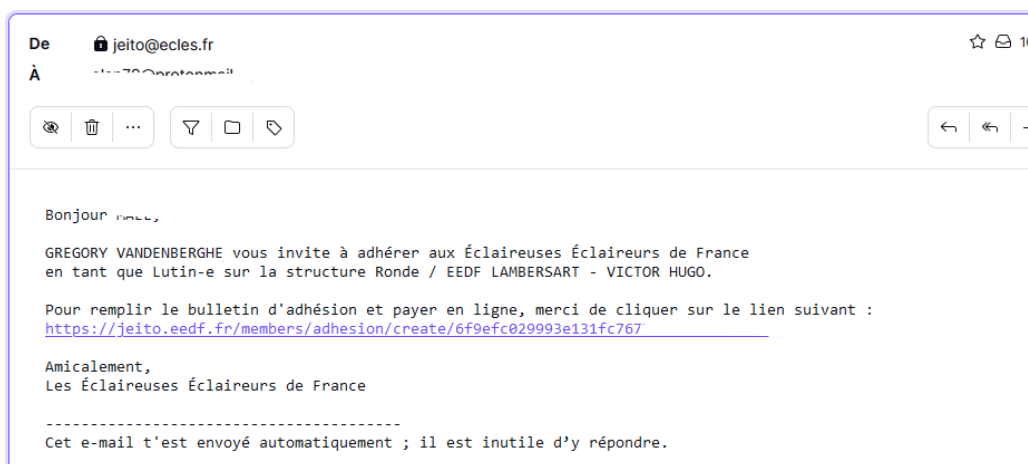 De jeito@ecles.fr
À
Bonjour
GREGORY VANDENBERGHE vous invite à adhérer aux Éclaireuses Éclaireurs de France
en tant que Lutin-e sur la structure Ronde / EEDF LAMBERSART - VICTOR HUGO.
Pour remplir le bulletin d'adhésion et payer en ligne, merci de cliquer sur le lien suivant :
https://jeito.eedf.fr/members/adhesion/create/6f9efc029993e131fc767
Amicalement,
Les Éclaireuses Éclaireurs de France
----------------------------------------
Cet e-mail t'est envoyé automatiquement ; il est inutile d’y répondre.